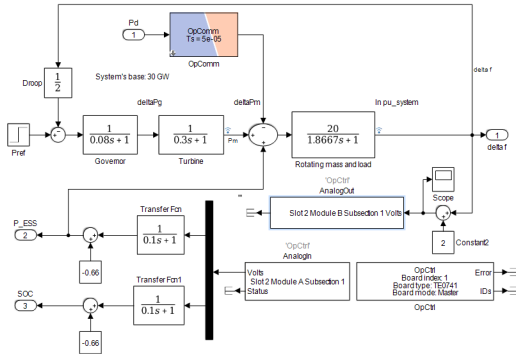 Pd
1
OpComm
Ts = 5e-05
OpComm
delta f
Droop
1
2
System's base: 30 GW
deltaPg
deltaPm
In pu_system
Pref
1
0.08s + 1
Governor
1
0.3s + 1
Turbine
Pm
20
1.8667s + 1
Rotating mass and load
1
delta f
'OpCtrl'
AnalogOut
Slot 2 Module B Subsection 1 Volts
Scope
2
Constant2
P_ESS
2
Transfer Fcn
1
0.1s + 1
-0.66
SOC
3
Transfer Fcn1
1
0.1s + 1
-0.66
'OpCtrl'
AnalogIn
Volts
Slot 2 Module A Subsection 1
Status
OpCtrl
Board index: 1
Board type: TE0741
Board mode: Master
Error
IDs
OpCtrl